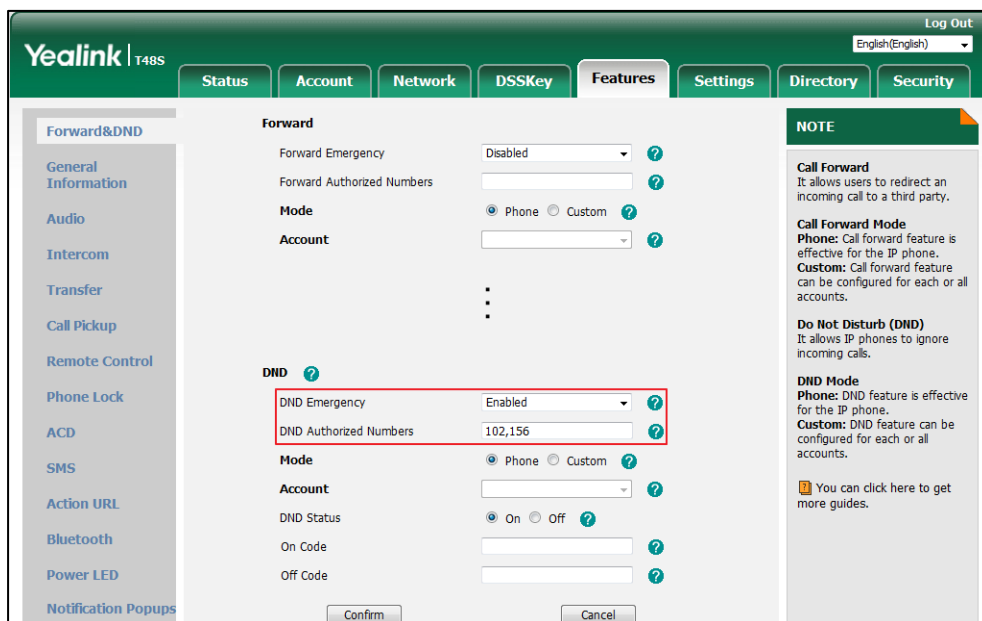 Log Out
English(English)
Yealink T48S
Status
Account
Network
DSSKey
Features
Settings
Directory
Security
Forward&DND
General
Information
Audio
Intercom
Transfer
Call Pickup
Remote Control
Phone Lock
ACD
SMS
Action URL
Bluetooth
Power LED
Notification Popups
Forward
Forward Emergency Disabled ?
Forward Authorized Numbers ?
Mode Phone Custom ?
Account ?
DND ?
DND Emergency Enabled ?
DND Authorized Numbers 102,156 ?
Mode Phone Custom ?
Account ?
DND Status On Off ?
On Code ?
Off Code ?
Confirm Cancel
NOTE
Call Forward
It allows users to redirect an
incoming call to a third party.
Call Forward Mode
Phone: Call forward feature is
effective for the IP phone.
Custom: Call forward feature
can be configured for each or all
accounts.
Do Not Disturb (DND)
It allows IP phones to ignore
incoming calls.
DND Mode
Phone: DND feature is effective
for the IP phone.
Custom: DND feature can be
configured for each or all
accounts.
? You can click here to get
more guides.